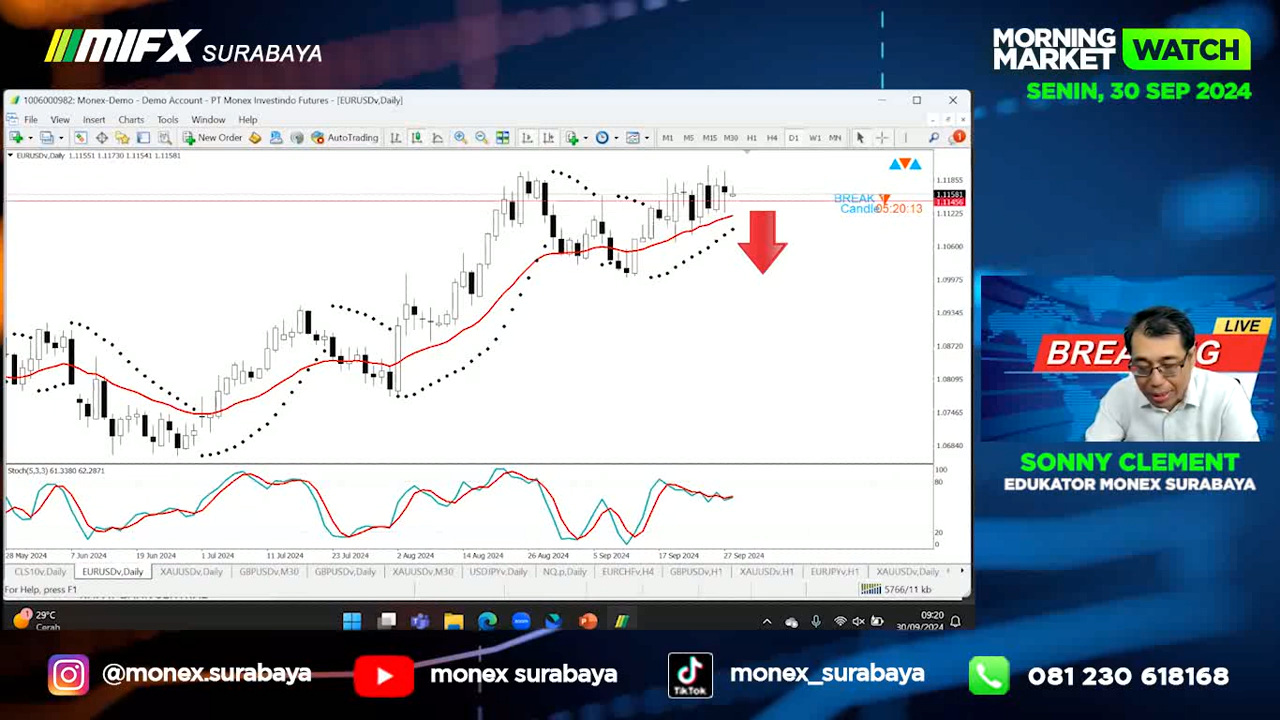 MIFX SURABAYA
MORNING
MARKET
WATCH
SENIN, 30 SEP 2024
1006000982: Monex-Demo - Demo Account - PT Monex Investindo Futures - [EURUSDv,Daily]
File View Insert Charts Tools Window Help
New Order AutoTrading M1 M5 M15 M30 H1 H4 D1 W1 MN
1
EURUSDv,Daily 1.11551 1.11730 1.11541 1.11581
1.11855
1.11581
1.11456
1.11225
1.10600
1.09975
1.09345
1.08720
1.08095
1.07465
1.06840
BREAK
Candle 05:20:13
Stoch(5,3,3) 61.3380 62.2871
100
80
20
0
28 May 2024 7 Jun 2024 19 Jun 2024 1 Jul 2024 11 Jul 2024 23 Jul 2024 2 Aug 2024 14 Aug 2024 26 Aug 2024 5 Sep 2024 17 Sep 2024 27 Sep 2024
CLS10v,Daily EURUSDv,Daily XAUUSDv,Daily GBPUSDv,M30 GBPUSDv,Daily XAUUSDv,M30 USDJPYv,Daily NQ.p,Daily EURCHFv,H4 GBPUSDv,H1 XAUUSDv,H1 EURJPYv,H1 XAUUSDv,Daily
For Help, press F1
5766/11 kb
1
29°C
Cerah
09:20
30/09/2024
LIVE
SONNY CLEMENT
EDUKATOR MONEX SURABAYA
@monex.surabaya
monex surabaya
TikTok
monex_surabaya
081 230 618168